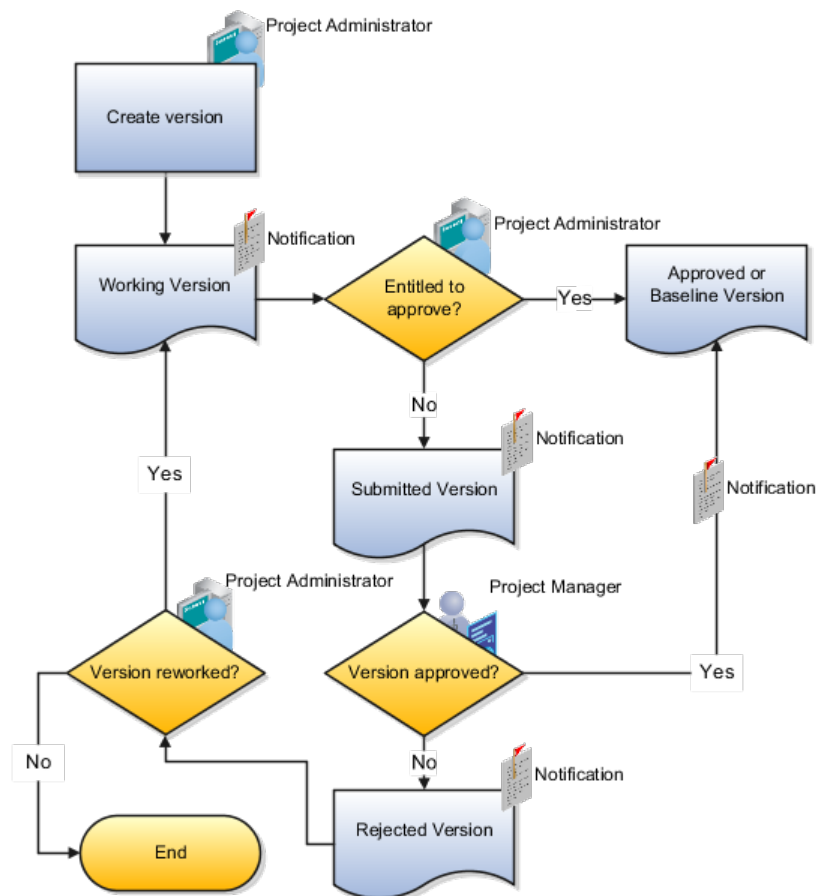 Project Administrator
Create version
Notification
Working Version
Project Administrator
Entitled to
approve?
Yes
Approved or
Baseline Version
No
Notification
Submitted Version
Notification
Yes
Project Administrator
Version reworked?
Project Manager
Version approved?
Yes
No
No
Notification
Rejected Version
End